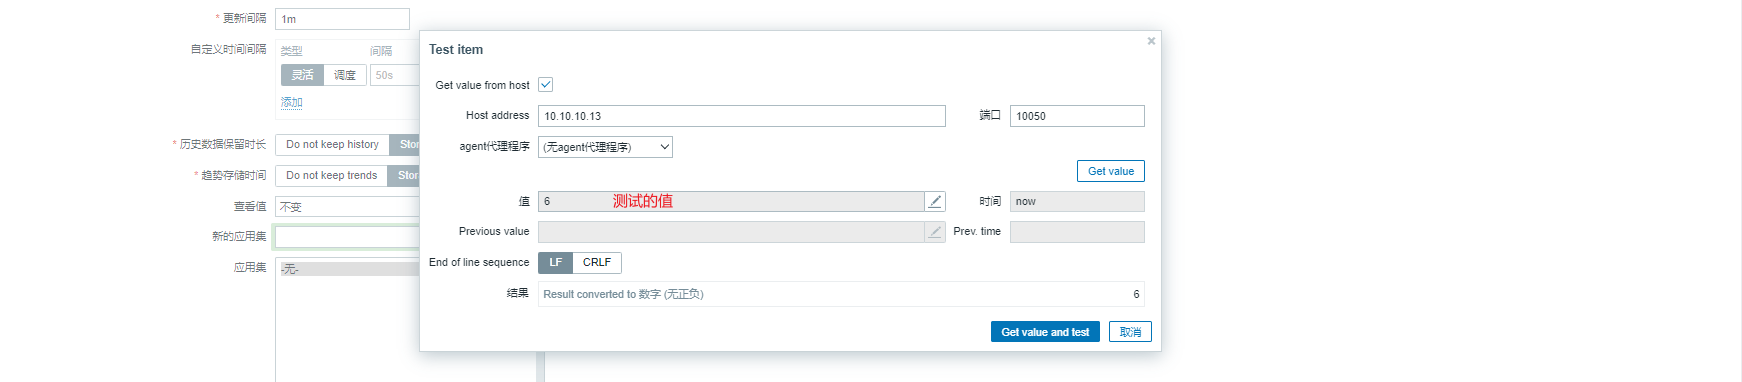 * 更新间隔 1m
自定义时间间隔 类型 间隔
灵活 调度 50s
添加
* 历史数据保留时长 Do not keep history Stor
* 趋势存储时间 Do not keep trends Stora
查看值 不变
新的应用集
应用集 -无-
Test item
Get value from host
Host address 10.10.10.13 端口 10050
agent代理程序 (无agent代理程序)
Get value
值 6 测试的值 时间 now
Previous value Prev. time
End of line sequence LF CRLF
结果 Result converted to 数字 (无正负) 6
Get value and test 取消